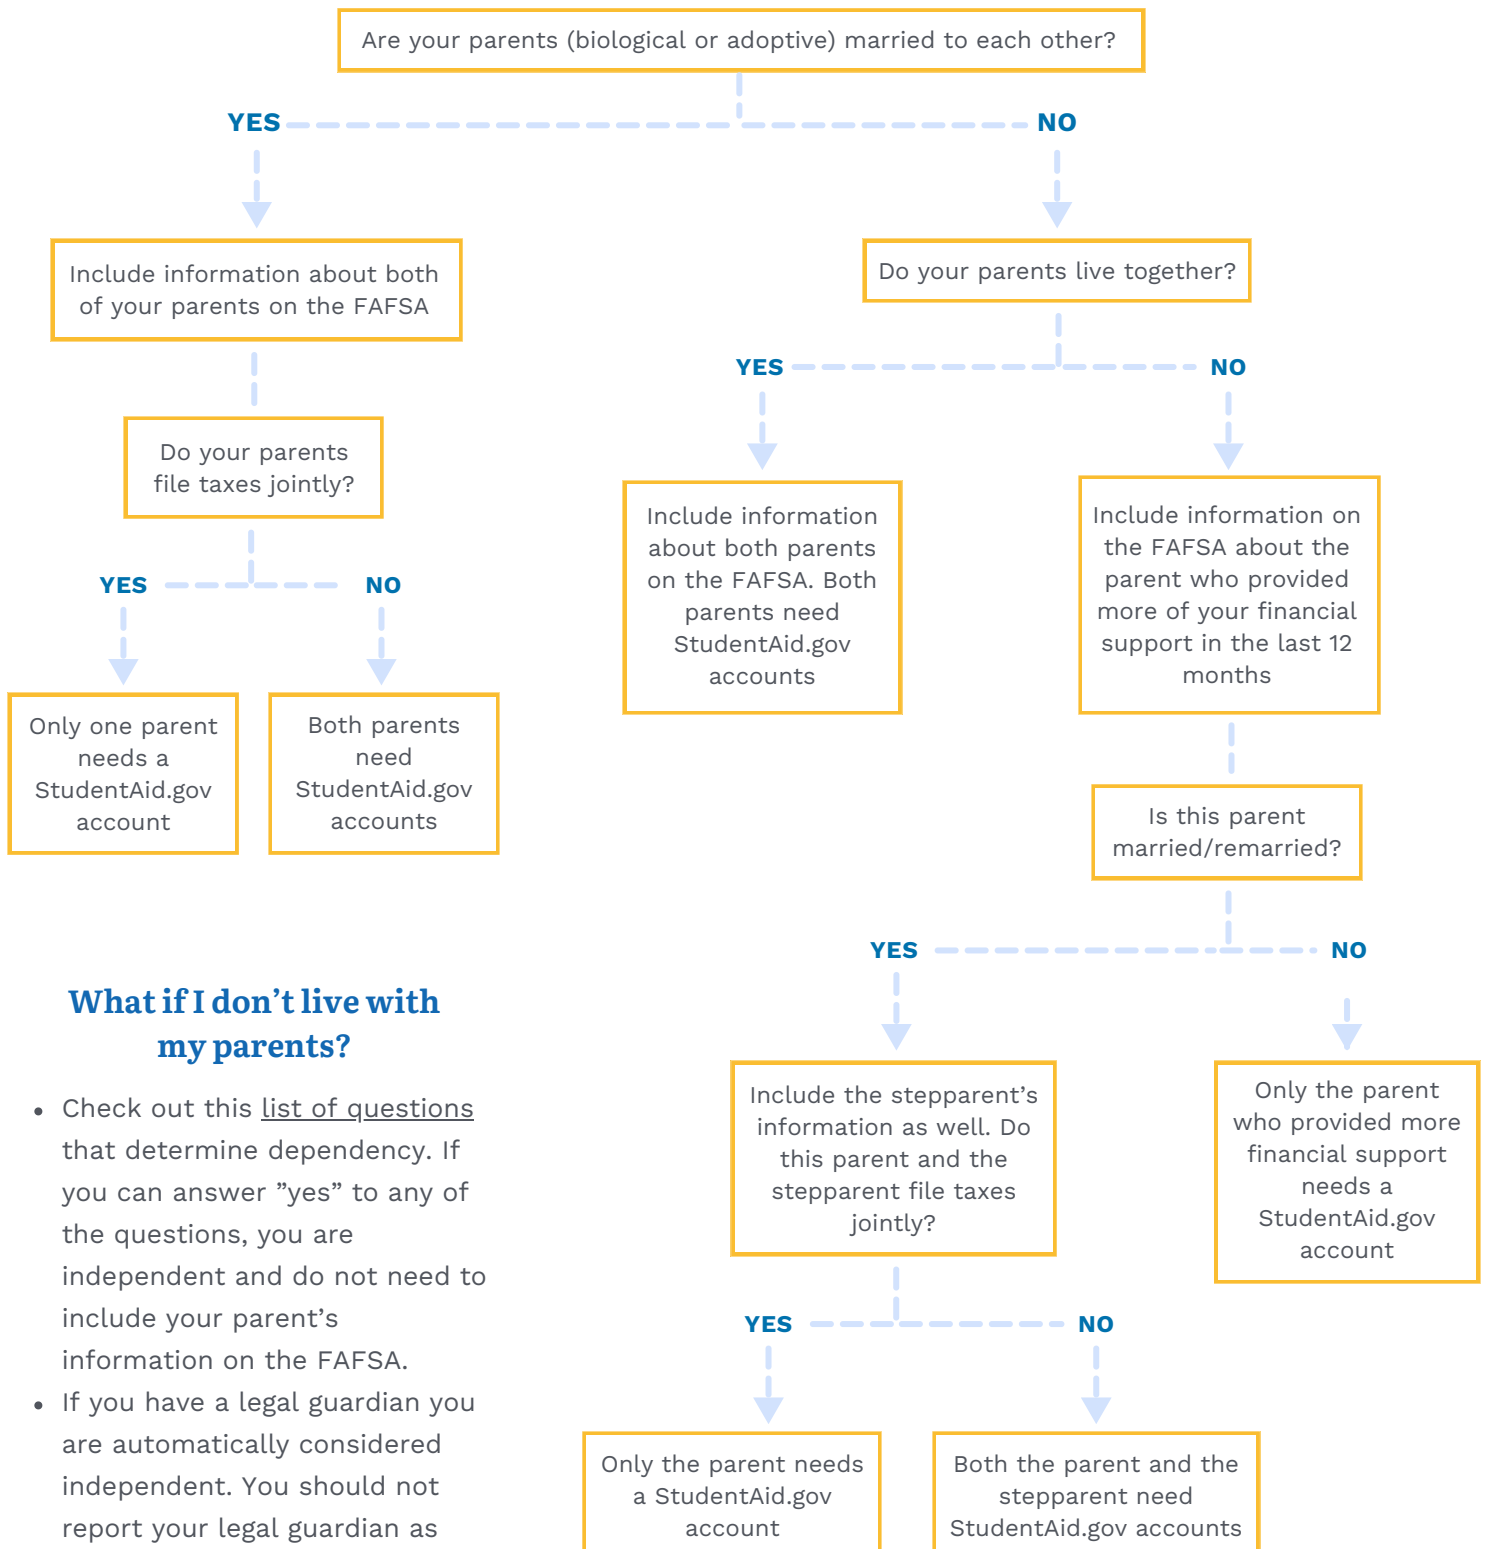 Are your parents (biological or adoptive) married to each other?
YES
NO
Include information about both
of your parents on the FAFSA
Do your parents live together?
YES
NO
Do your parents
file taxes jointly?
YES
NO
Include information
about both parents
on the FAFSA. Both
parents need
StudentAid.gov
accounts
Include information on
the FAFSA about the
parent who provided
more of your financial
support in the last 12
months
Only one parent
needs a
StudentAid.gov
account
Both parents
need
StudentAid.gov
accounts
Is this parent
married/remarried?
YES
NO
Include the stepparent’s
information as well. Do
this parent and the
stepparent file taxes
jointly?
Only the parent
who provided more
financial support
needs a
StudentAid.gov
account
YES
NO
Only the parent needs
a StudentAid.gov
account
Both the parent and the
stepparent need
StudentAid.gov accounts
What if I don’t live with
my parents?
• Check out this list of questions
that determine dependency. If
you can answer ”yes” to any of
the questions, you are
independent and do not need to
include your parent’s
information on the FAFSA.
• If you have a legal guardian you
are automatically considered
independent. You should not
report your legal guardian as